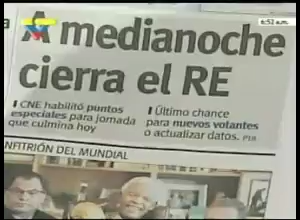 6:52 a.m.
A medianoche
cierra el RE
CNE habilitó puntos
especiales para jornada
que culmina hoy
Último chance
para nuevos votantes
o actualizar datos. P18
NFITRIÓN DEL MUNDIAL